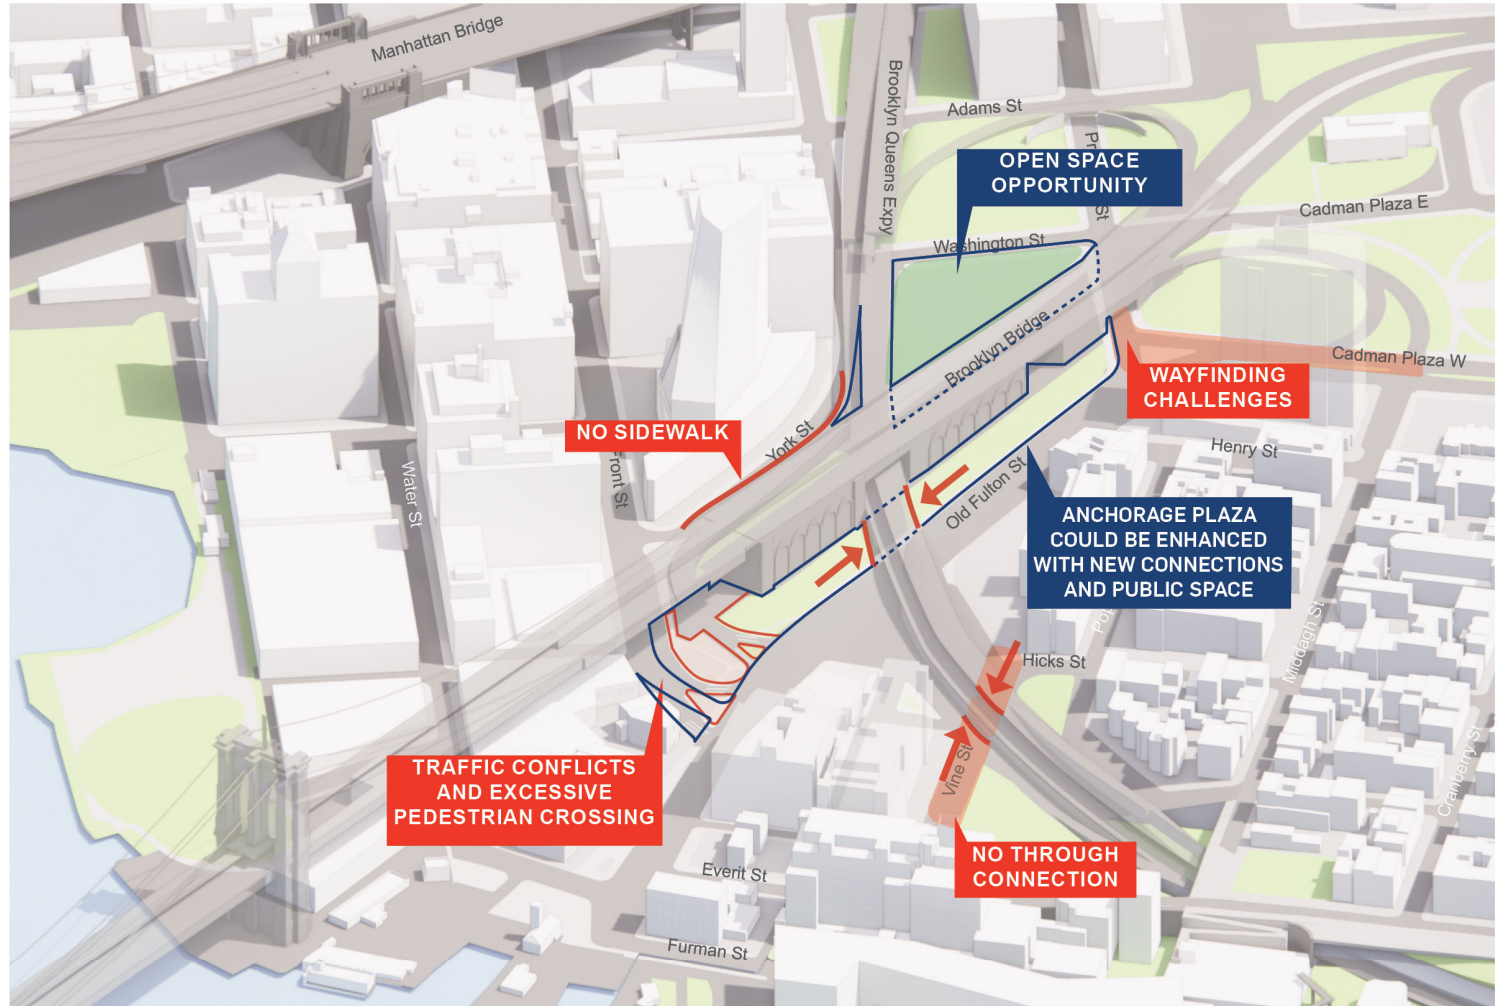 Manhattan Bridge
Brooklyn Queens Expy
Adams St
OPEN SPACE
OPPORTUNITY
Cadman Plaza E
Washington St
Brooklyn Bridge
Cadman Plaza W
WAYFINDING
CHALLENGES
NO SIDEWALK
York St
Front St
Water St
Henry St
Old Fulton St
ANCHORAGE PLAZA
COULD BE ENHANCED
WITH NEW CONNECTIONS
AND PUBLIC SPACE
Middagh St
Hicks St
Cranberry St
Vine St
TRAFFIC CONFLICTS
AND EXCESSIVE
PEDESTRIAN CROSSING
NO THROUGH
CONNECTION
Everit St
Furman St